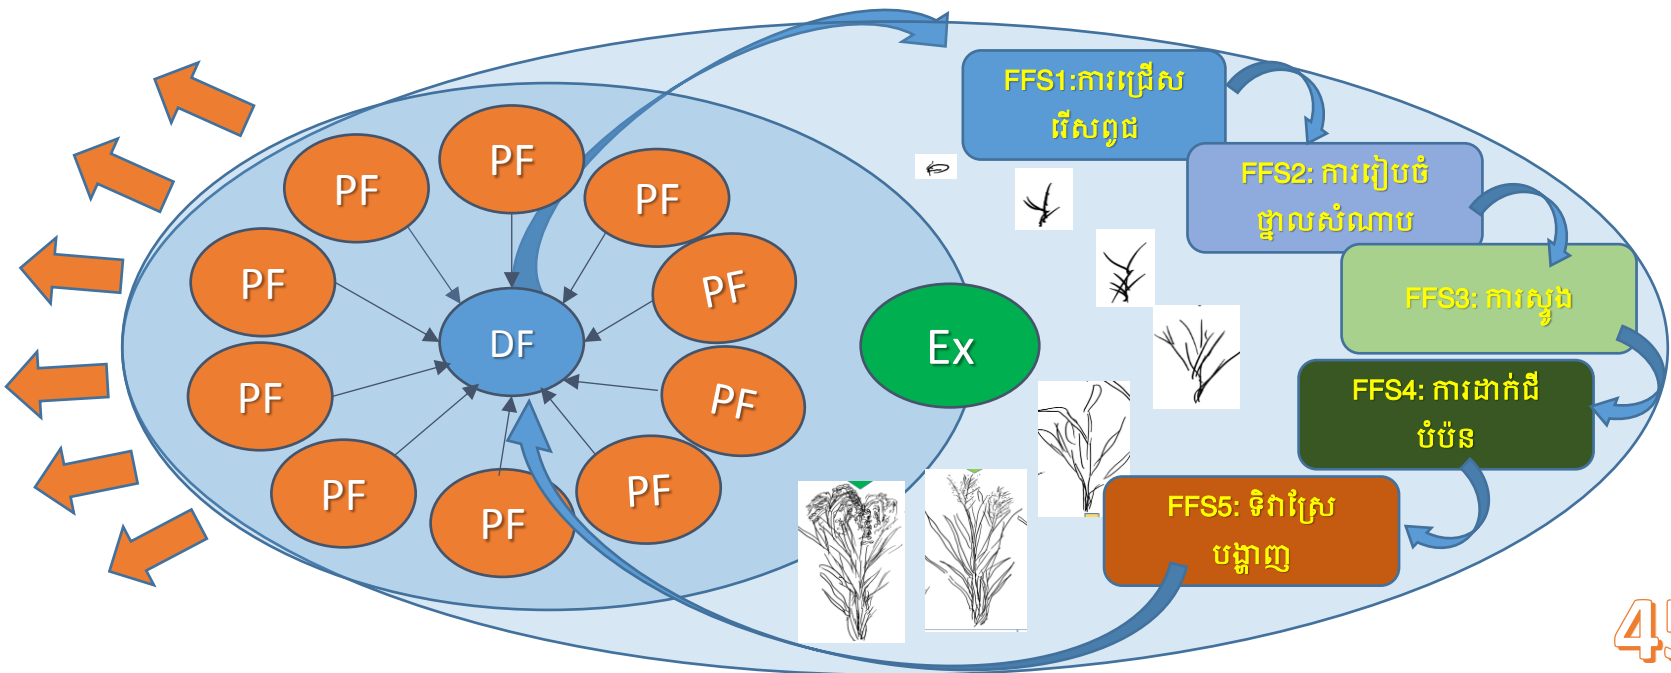 FFS1:ការជ្រើស
រើសពូជ
FFS2: ការរៀបចំ
ថ្នាលសំណាប
FFS3: ការស្ទូង
FFS4: ការដាក់ជី
បំប៉ន
FFS5: ទិវាស្រែ
បង្ហាញ
PF
PF
PF
PF
PF
DF
Ex
PF
PF
PF
PF
PF